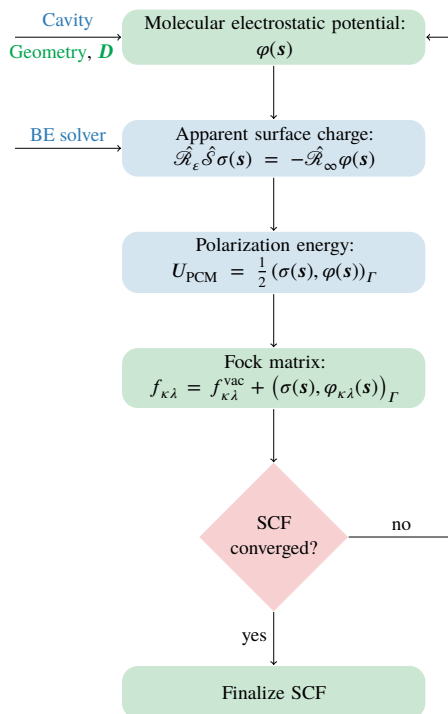 Cavity
Geometry, D
Molecular electrostatic potential:
φ(s)
BE solver
Apparent surface charge:
ℛ̂_ε 𝒮̂σ(s) = −ℛ̂_∞φ(s)
Polarization energy:
U_PCM = 1/2 (σ(s), φ(s))_Γ
Fock matrix:
f_κλ = f_κλ^vac + (σ(s), φ_κλ(s))_Γ
SCF
converged?
no
yes
Finalize SCF